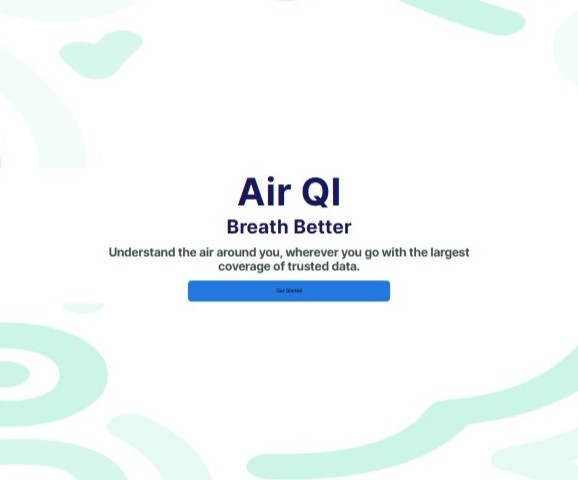 Air QI
Breath Better
Understand the air around you, wherever you go with the largest
coverage of trusted data.
Get Started